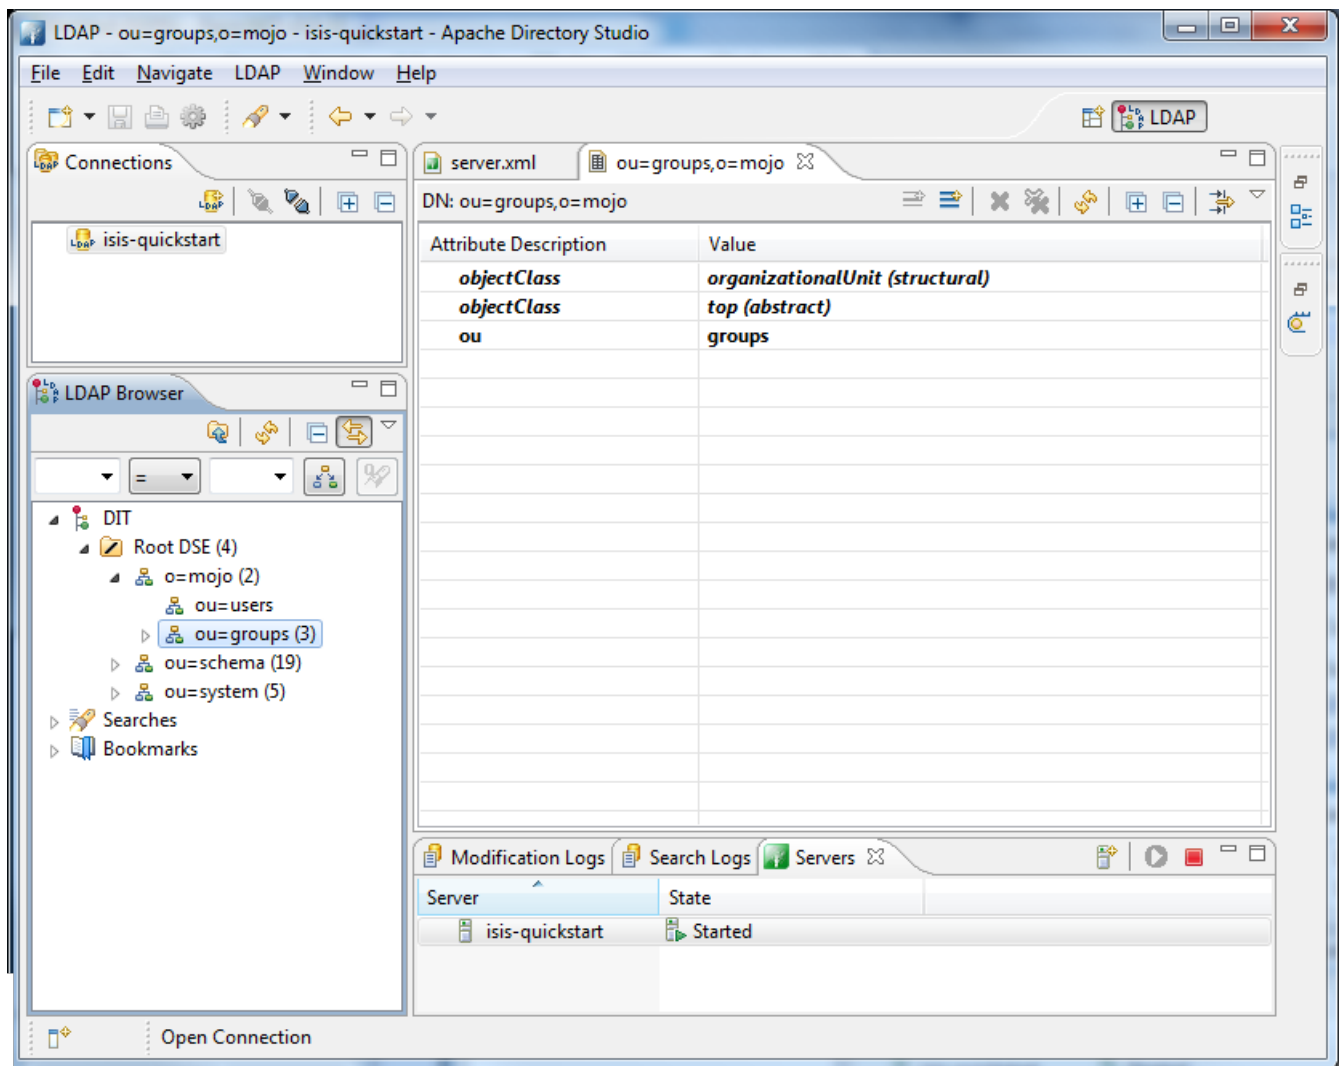 LDAP - ou=groups,o=mojo - isis-quickstart - Apache Directory Studio
File Edit Navigate LDAP Window Help
LDAP
Connections
isis-quickstart
server.xml ou=groups,o=mojo
DN: ou=groups,o=mojo
Attribute Description Value
objectClass organizationalUnit (structural)
objectClass top (abstract)
ou groups
LDAP Browser
=
DIT
Root DSE (4)
o=mojo (2)
ou=users
ou=groups (3)
ou=schema (19)
ou=system (5)
Searches
Bookmarks
Modification Logs Search Logs Servers
Server State
isis-quickstart Started
Open Connection